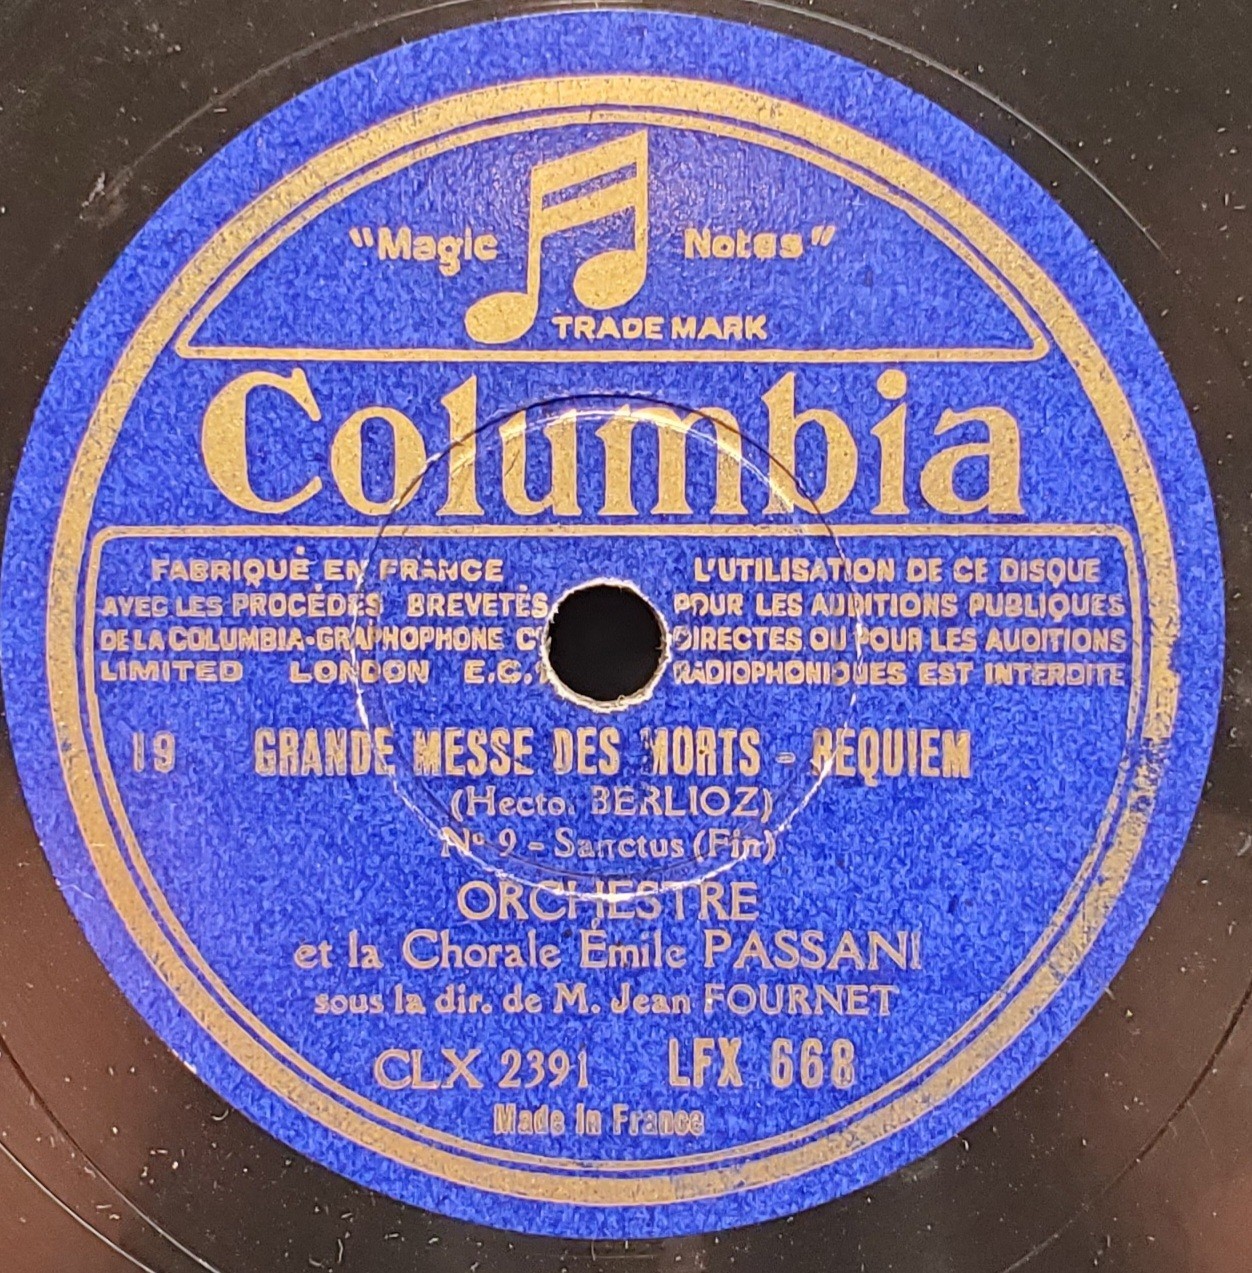 "Magic Notes"
TRADE MARK
Columbia
FABRIQUÉ EN FRANCE
AVEC LES PROCÉDÉS BREVETÉS
DE LA COLUMBIA-GRAPHOPHONE C
LIMITED LONDON E.C.1
L'UTILISATION DE CE DISQUE
POUR LES AUDITIONS PUBLIQUES
DIRECTES OU POUR LES AUDITIONS
RADIOPHONIQUES EST INTERDITE
19 GRANDE MESSE DES MORTS - REQUIEM
(Hector BERLIOZ)
No 9 - Sanctus (Fin)
ORCHESTRE
et la Chorale Émile PASSANI
sous la dir. de M. Jean FOURNET
CLX 2391 LFX 668
Made in France